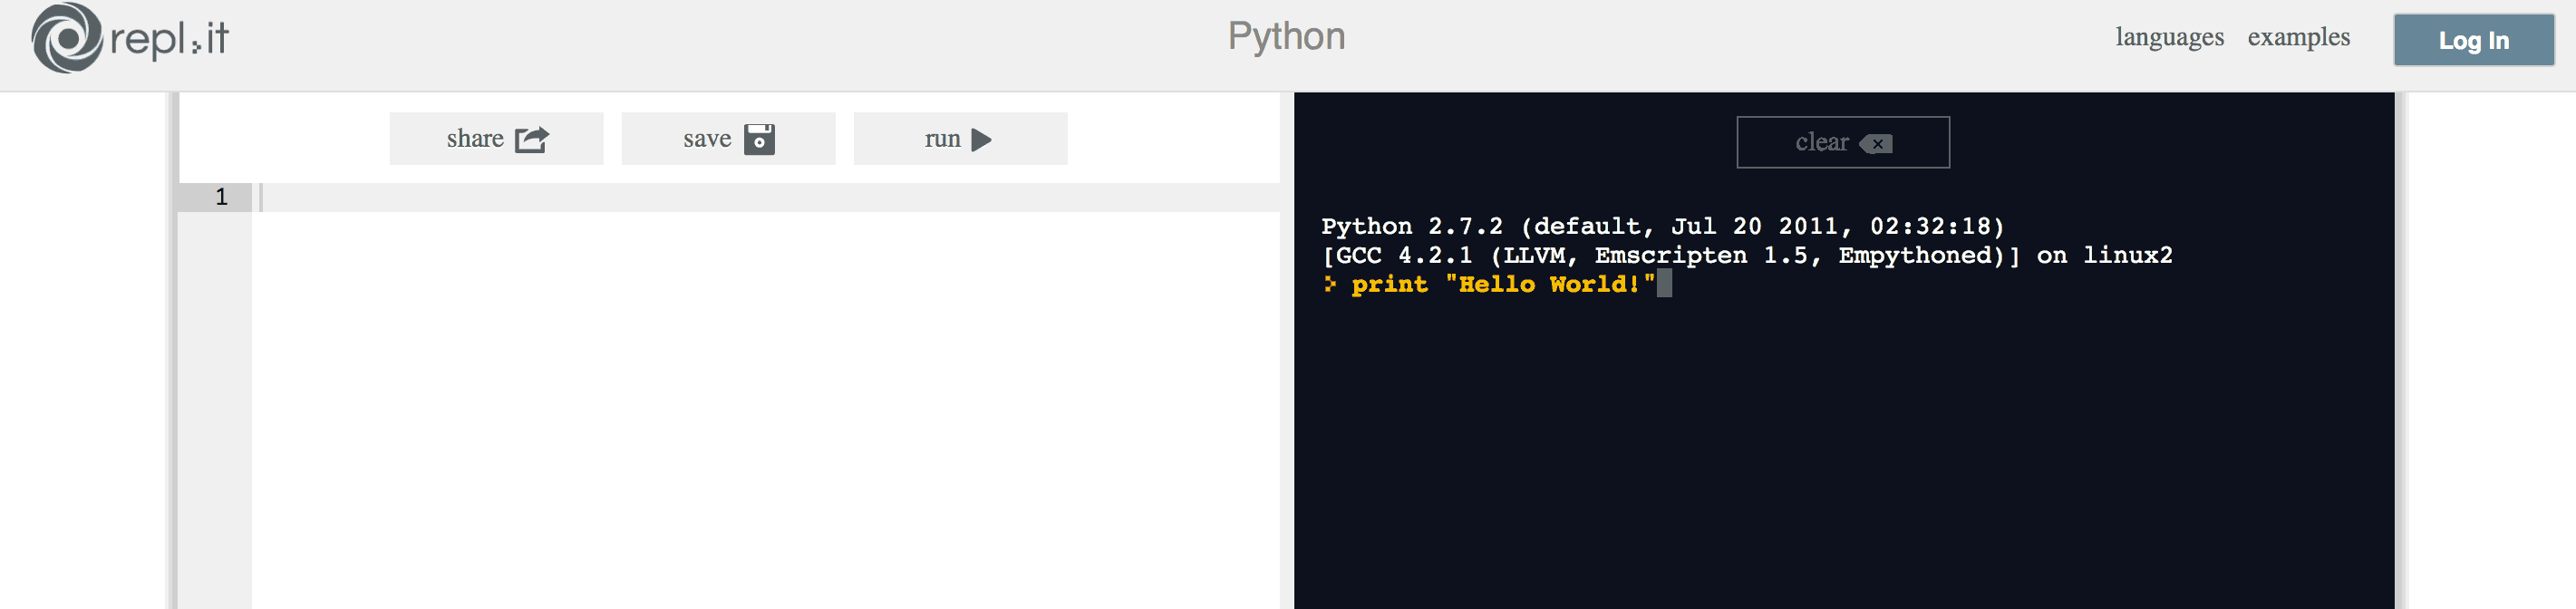 repl.it
Python
languages examples Log In
share save run
clear
1
Python 2.7.2 (default, Jul 20 2011, 02:32:18)
[GCC 4.2.1 (LLVM, Emscripten 1.5, Empythoned)] on linux2
print "Hello World!"